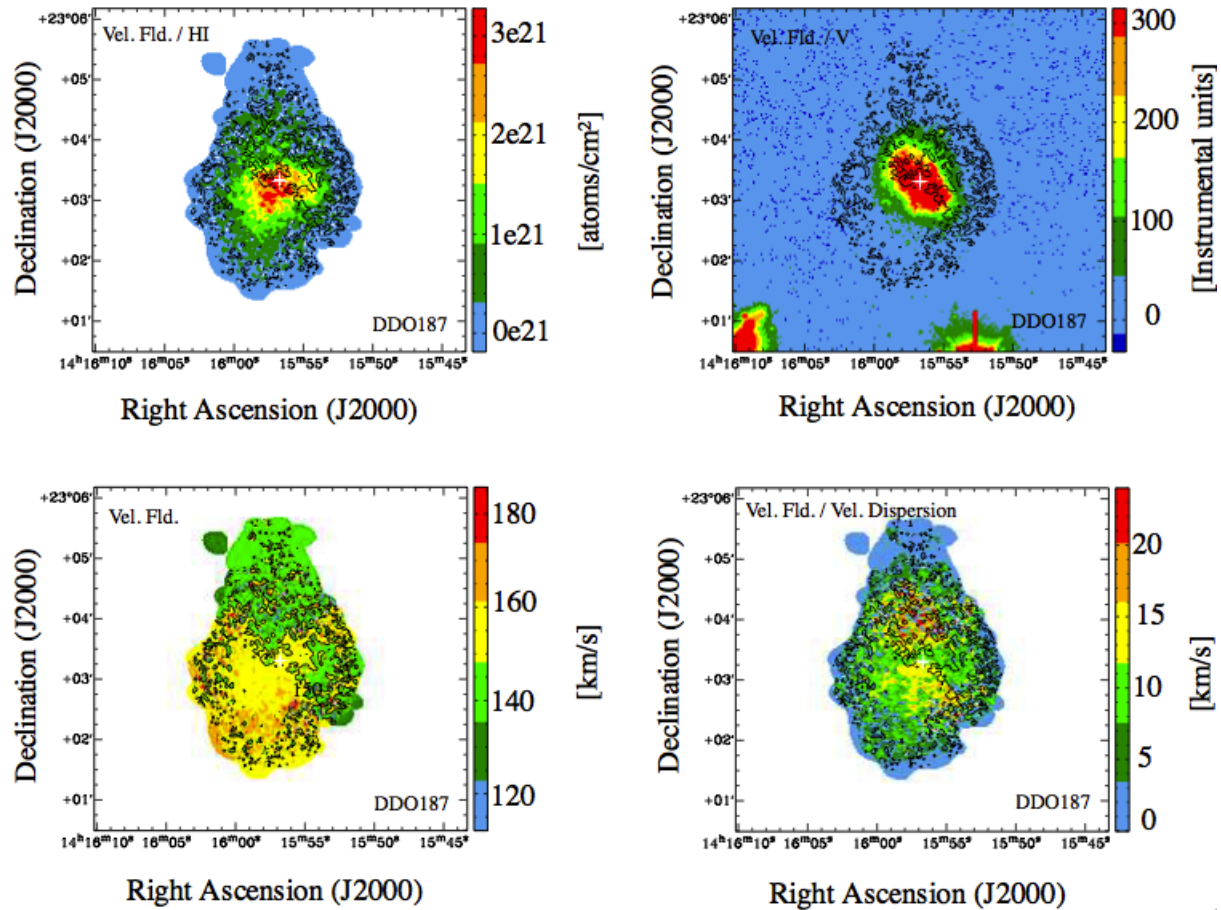 Vel. Fld. / HI
+23°06′
+05′
+04′
+03′
+02′
+01′
Declination (J2000)
DDO187
14ʰ16ᵐ10ˢ 16ᵐ05ˢ 16ᵐ00ˢ 15ᵐ55ˢ 15ᵐ50ˢ 15ᵐ45ˢ
Right Ascension (J2000)
3e21
2e21
1e21
0e21
[atoms/cm²]
Vel. Fld. / V
+23°06′
+05′
+04′
+03′
+02′
+01′
Declination (J2000)
DDO187
14ʰ16ᵐ10ˢ 16ᵐ05ˢ 16ᵐ00ˢ 15ᵐ55ˢ 15ᵐ50ˢ 15ᵐ45ˢ
Right Ascension (J2000)
300
200
100
0
[Instrumental units]
Vel. Fld.
+23°06′
+05′
+04′
+03′
+02′
+01′
Declination (J2000)
DDO187
14ʰ16ᵐ10ˢ 16ᵐ05ˢ 16ᵐ00ˢ 15ᵐ55ˢ 15ᵐ50ˢ 15ᵐ45ˢ
Right Ascension (J2000)
180
160
140
120
[km/s]
Vel. Fld. / Vel. Dispersion
+23°06′
+05′
+04′
+03′
+02′
+01′
Declination (J2000)
DDO187
14ʰ16ᵐ10ˢ 16ᵐ05ˢ 16ᵐ00ˢ 15ᵐ55ˢ 15ᵐ50ˢ 15ᵐ45ˢ
Right Ascension (J2000)
20
15
10
5
0
[km/s]